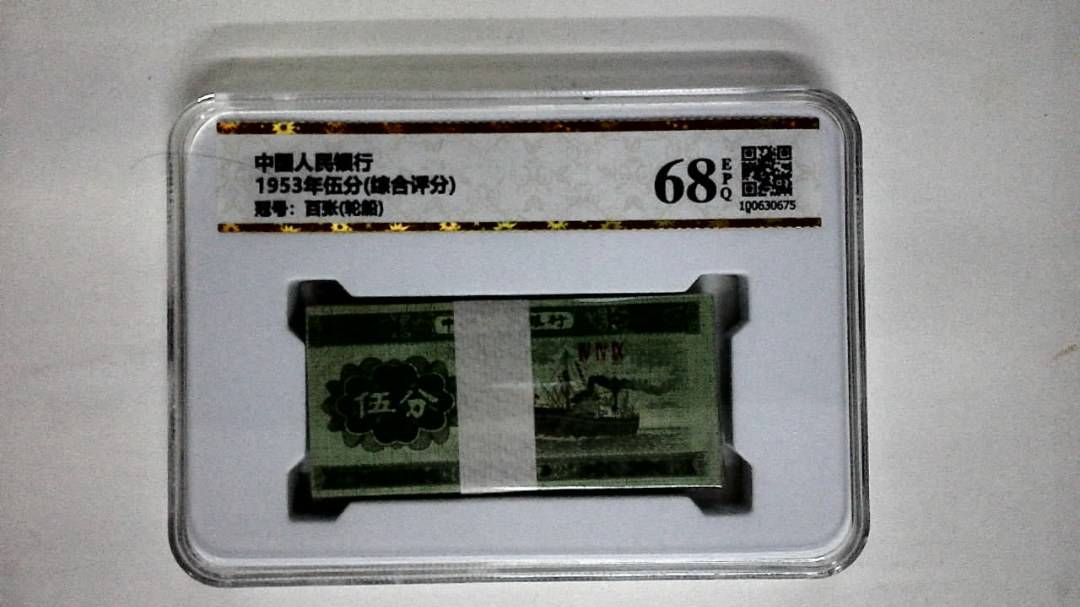 中國人民银行
1953年伍分(综合评分)
冠号：百张(轮船)
68
EPQ
100630675
伍分